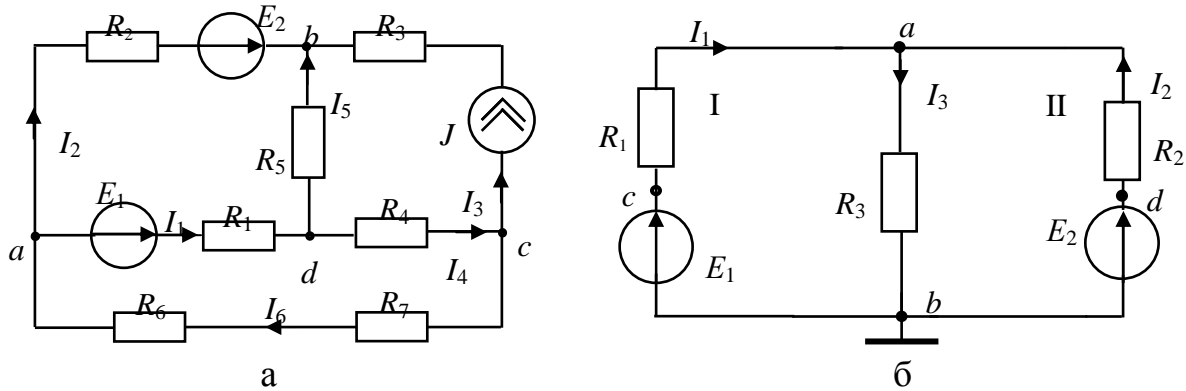 R2 E2 b R3
I2 I5 J
R5
E1 I1 R1 R4 I3
a d I4 c
R6 I6 R7
а
I1 a
I I3 II I2
R1 R2
c R3 d
E1 E2
b
б